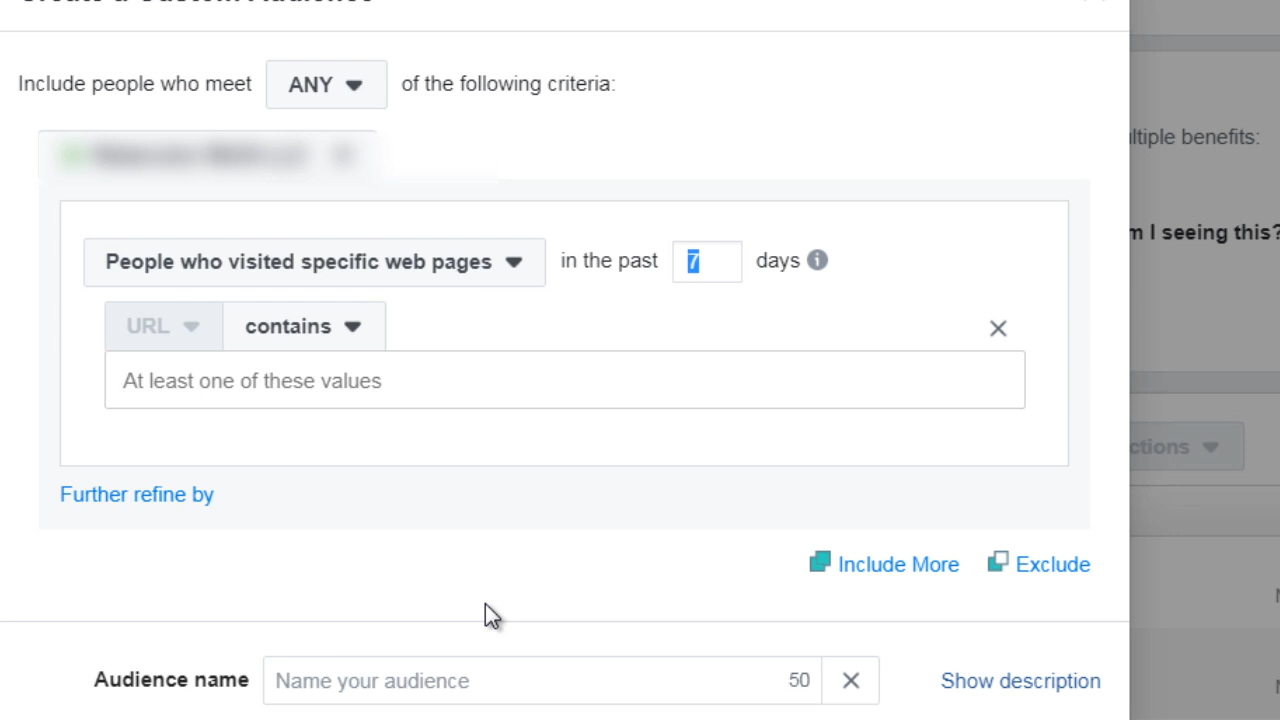 Include people who meet ANY of the following criteria:
ltiple benefits:
m I seeing this?
People who visited specific web pages in the past 7 days
URL contains
At least one of these values
ctions
Further refine by
Include More Exclude
Audience name Name your audience 50 Show description